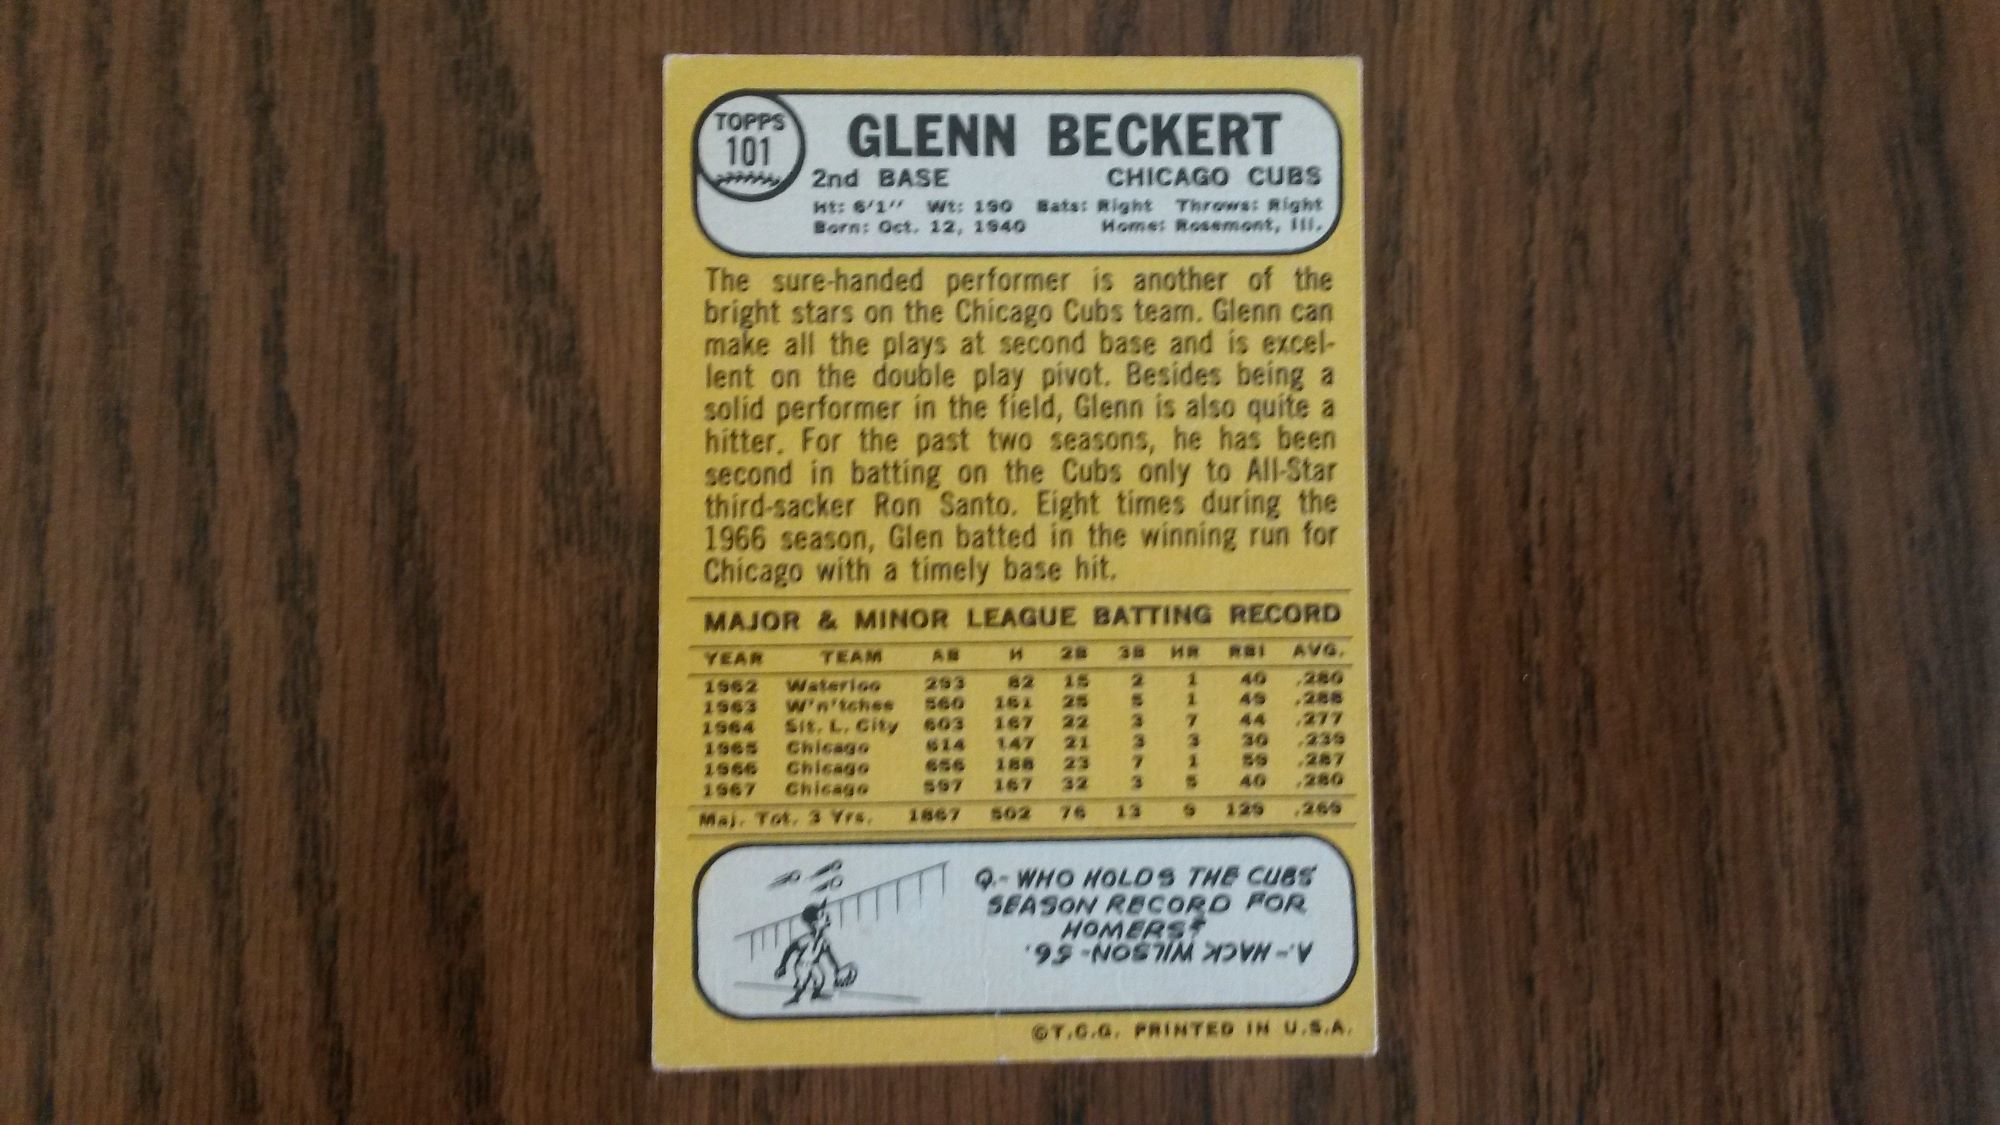 TOPPS
101
GLENN BECKERT
2nd BASE CHICAGO CUBS
Ht: 6'1'' Wt: 190 Bats: Right Throws: Right
Born: Oct. 12, 1940 Home: Rosemont, Ill.
The sure-handed performer is another of the
bright stars on the Chicago Cubs team. Glenn can
make all the plays at second base and is excel-
lent on the double play pivot. Besides being a
solid performer in the field, Glenn is also quite a
hitter. For the past two seasons, he has been
second in batting on the Cubs only to All-Star
third-sacker Ron Santo. Eight times during the
1966 season, Glen batted in the winning run for
Chicago with a timely base hit.
MAJOR & MINOR LEAGUE BATTING RECORD
YEAR TEAM AB H 2B 3B HR RBI AVG.
1962 Waterloo 293 82 15 2 1 40 .280
1963 W'n'tchee 560 161 25 5 1 49 .288
1964 Slt. L. City 603 167 22 3 7 44 .277
1965 Chicago 614 147 21 3 3 30 .239
1966 Chicago 656 188 23 7 1 59 .287
1967 Chicago 597 167 32 3 5 40 .280
Maj. Tot. 3 Yrs. 1867 502 76 13 9 129 .269
Q.- WHO HOLDS THE CUBS'
SEASON RECORD FOR
HOMERS?
A.- HACK WILSON- 56.
©T.C.G. PRINTED IN U.S.A.